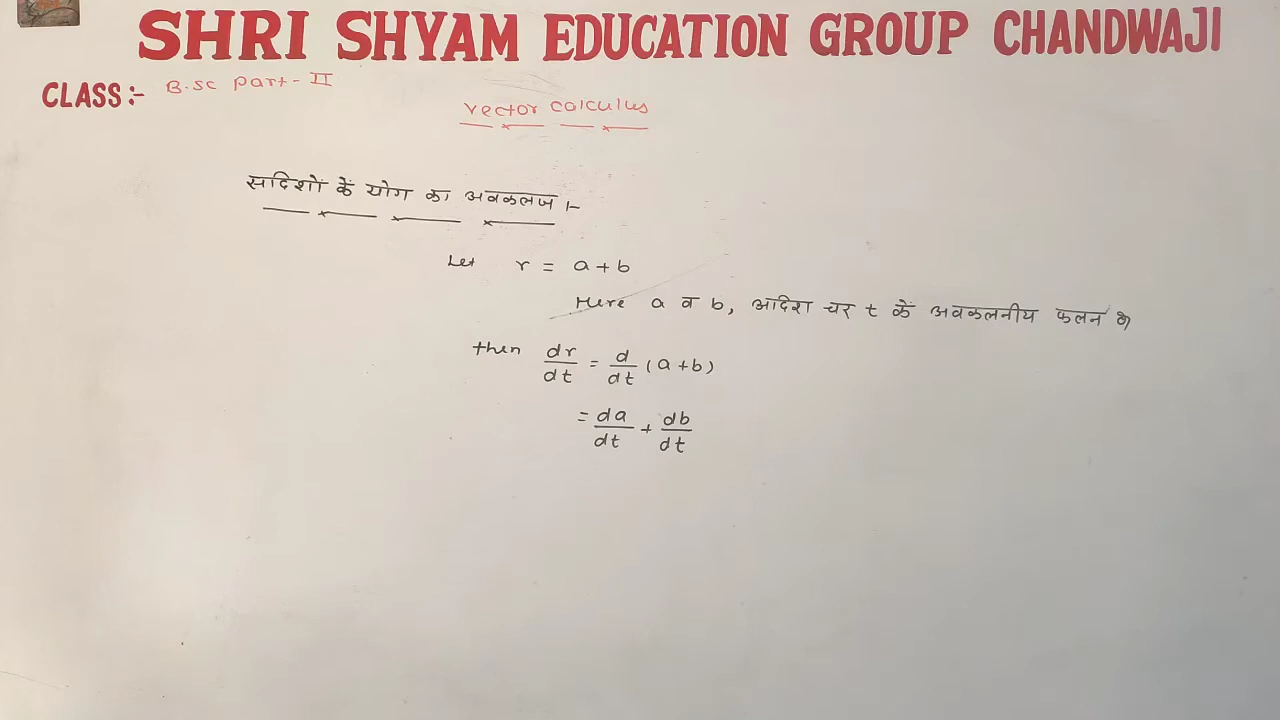 SHRI SHYAM EDUCATION GROUP CHANDWAJI
CLASS:- B.Sc Part-II
Vector Calculus
सदिशों के योग का अवकलज :-
Let r = a+b
Here a व b, अदिश चर t के अवकलनीय फलन है
then dr/dt = d/dt (a+b)
= da/dt + db/dt